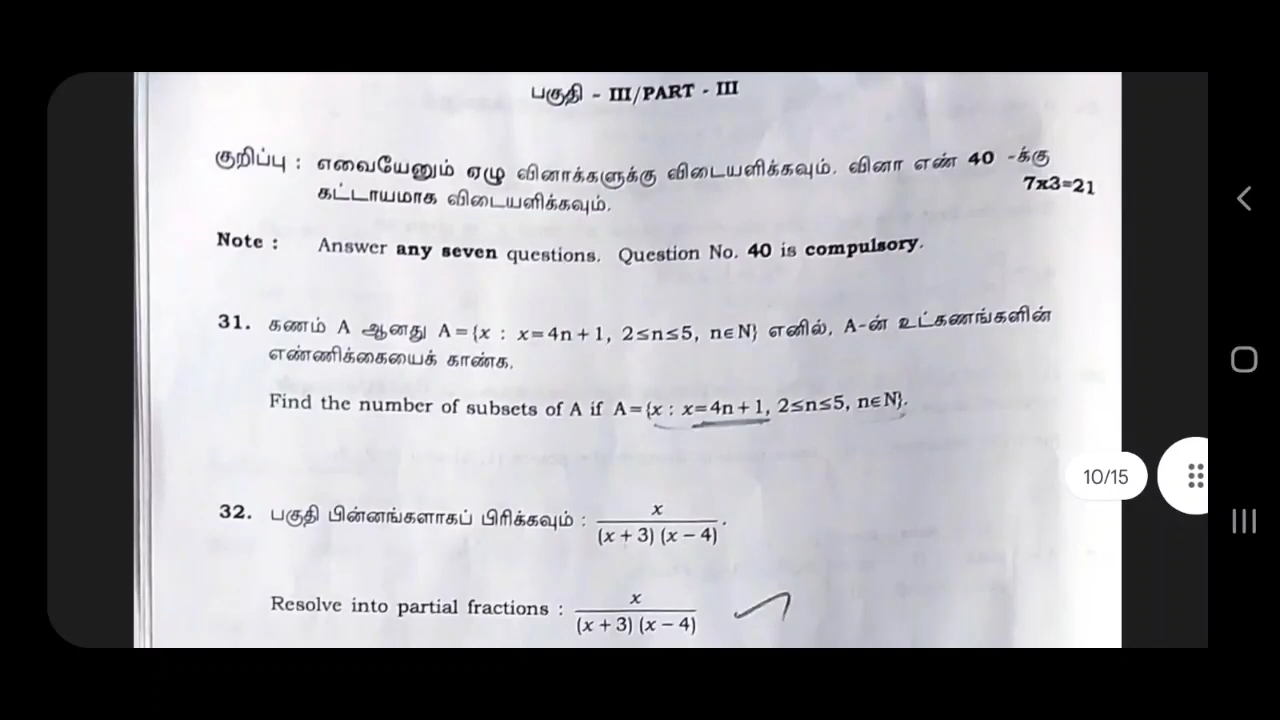 பகுதி - III/PART - III
குறிப்பு : எவையேனும் ஏழு வினாக்களுக்கு விடையளிக்கவும். வினா எண் 40 -க்கு
கட்டாயமாக விடையளிக்கவும்.
7x3=21
Note : Answer any seven questions. Question No. 40 is compulsory.
31. கணம் A ஆனது A={x : x=4n+1, 2≤n≤5, n∈N} எனில், A-ன் உட்கணங்களின்
எண்ணிக்கையைக் காண்க.
Find the number of subsets of A if A={x : x=4n+1, 2≤n≤5, n∈N}.
10/15
32. பகுதி பின்னங்களாகப் பிரிக்கவும் : x/((x + 3) (x − 4)).
Resolve into partial fractions : x/((x + 3) (x − 4))